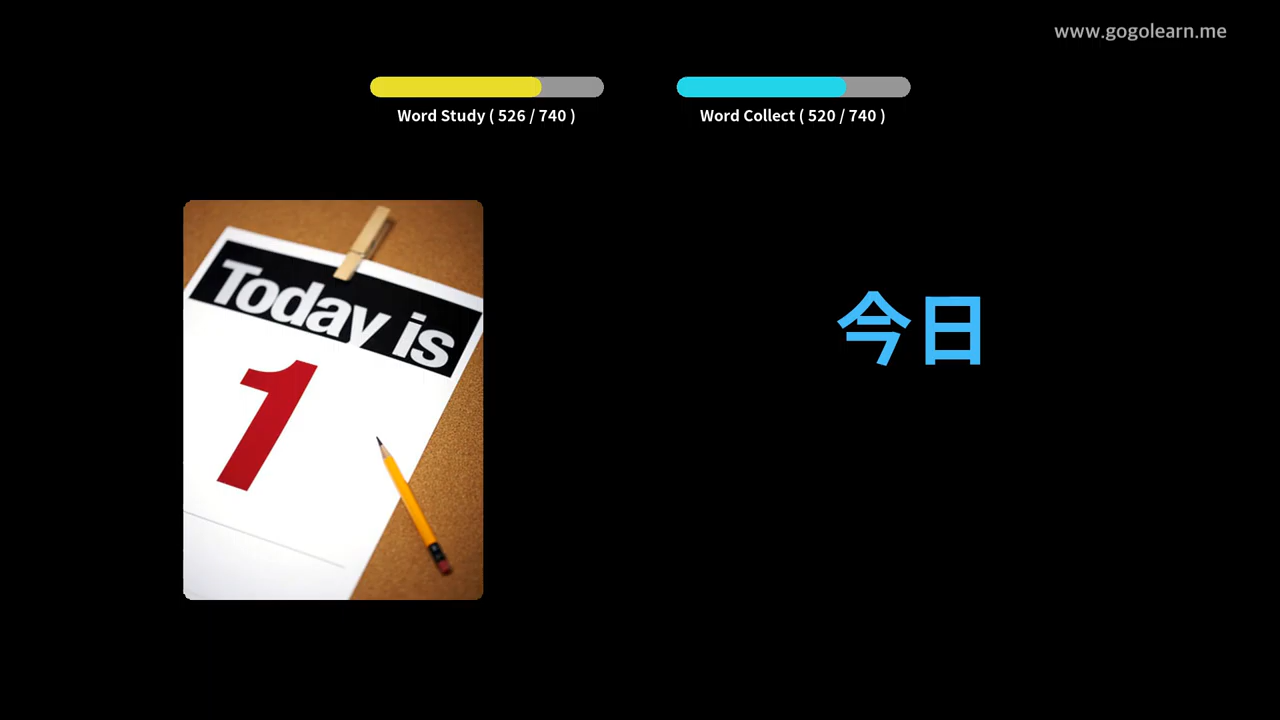 www.gogolearn.me
Word Study ( 526 / 740 )
Word Collect ( 520 / 740 )
Today is
1
今日